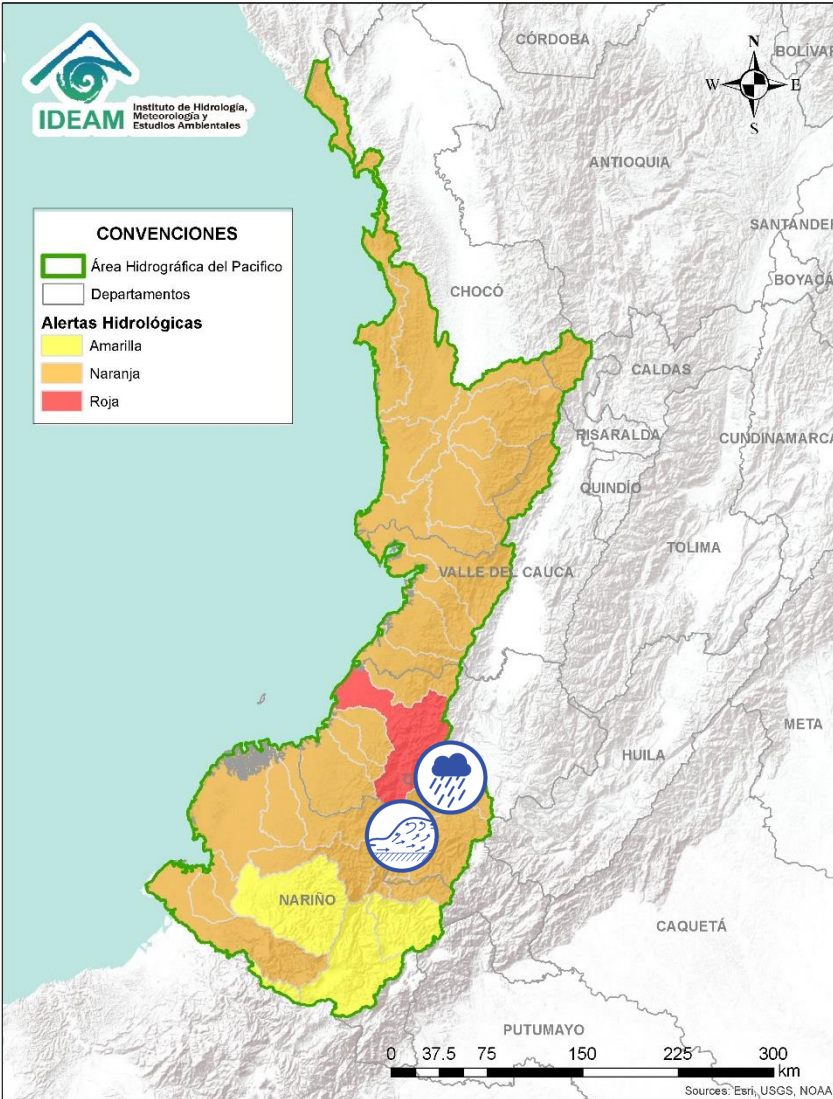 IDEAM
Instituto de Hidrología,
Meteorología y
Estudios Ambientales
CÓRDOBA
BOLÍVAR
N
W
E
S
ANTIOQUIA
SANTANDER
BOYACÁ
CONVENCIONES
Área Hidrográfica del Pacifico
Departamentos
Alertas Hidrológicas
Amarilla
Naranja
Roja
CHOCÓ
CALDAS
RISARALDA
CUNDINAMARCA
QUINDÍO
TOLIMA
VALLE DEL CAUCA
META
HUILA
NARIÑO
CAQUETÁ
PUTUMAYO
0 37.5 75 150 225 300
km
Sources: Esri, USGS, NOAA